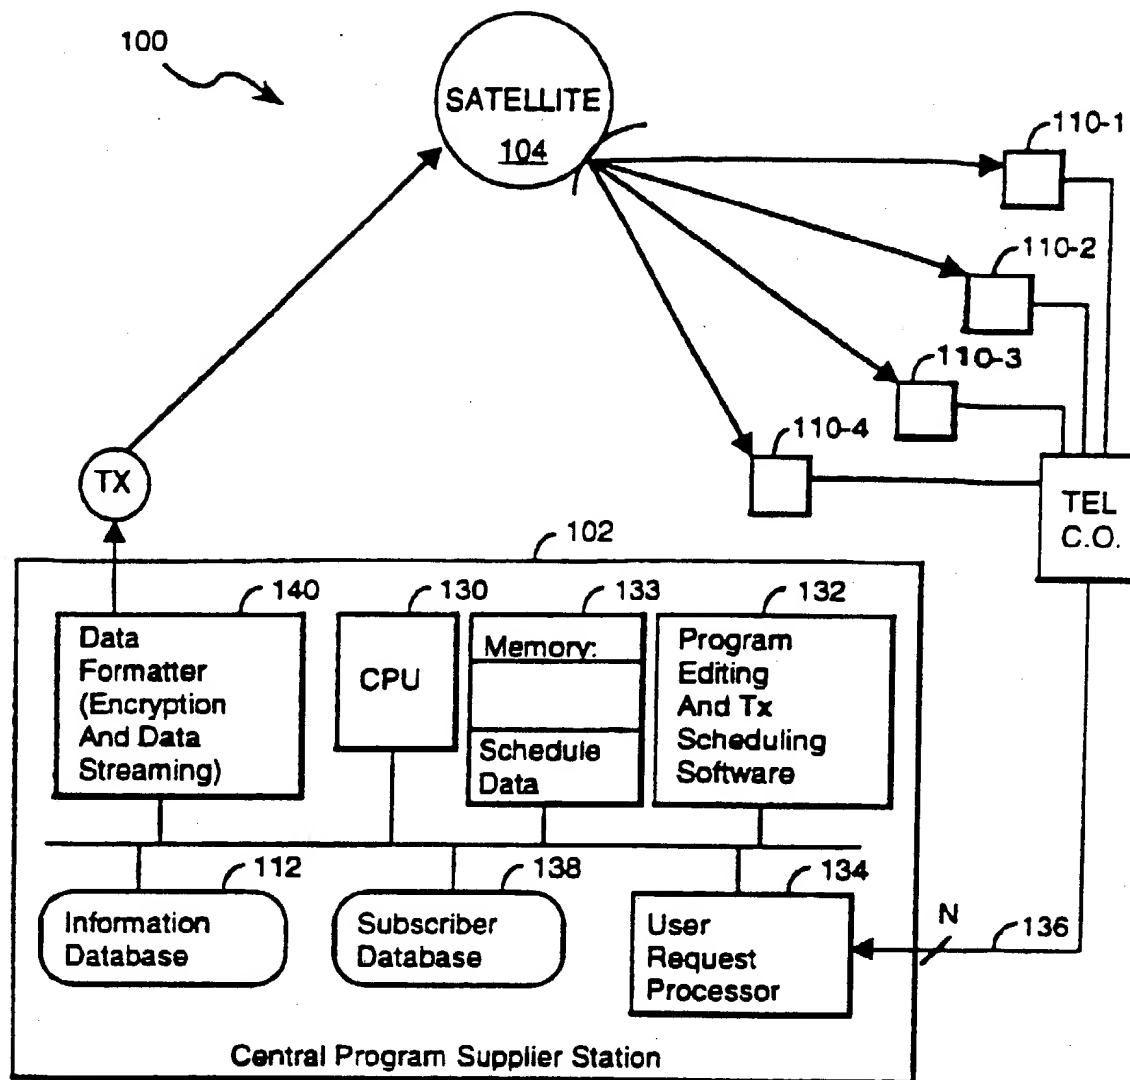 100
SATELLITE
104
110-1
110-2
110-3
110-4
TX
TEL
C.O.
102
140
Data
Formatter
(Encryption
And Data
Streaming)
130
CPU
133
Memory:
Schedule
Data
132
Program
Editing
And Tx
Scheduling
Software
112
Information
Database
138
Subscriber
Database
134
User
Request
Processor
N
136
Central Program Supplier Station